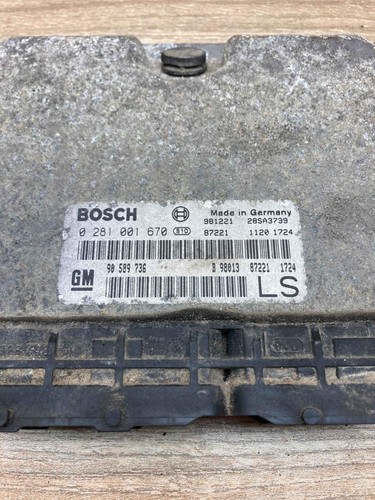 BOSCH Made in Germany
981221 28SA3739
0 281 001 670 810 87221 1120 1724
GM 90 589 736 B 98013 87221 1724
LS